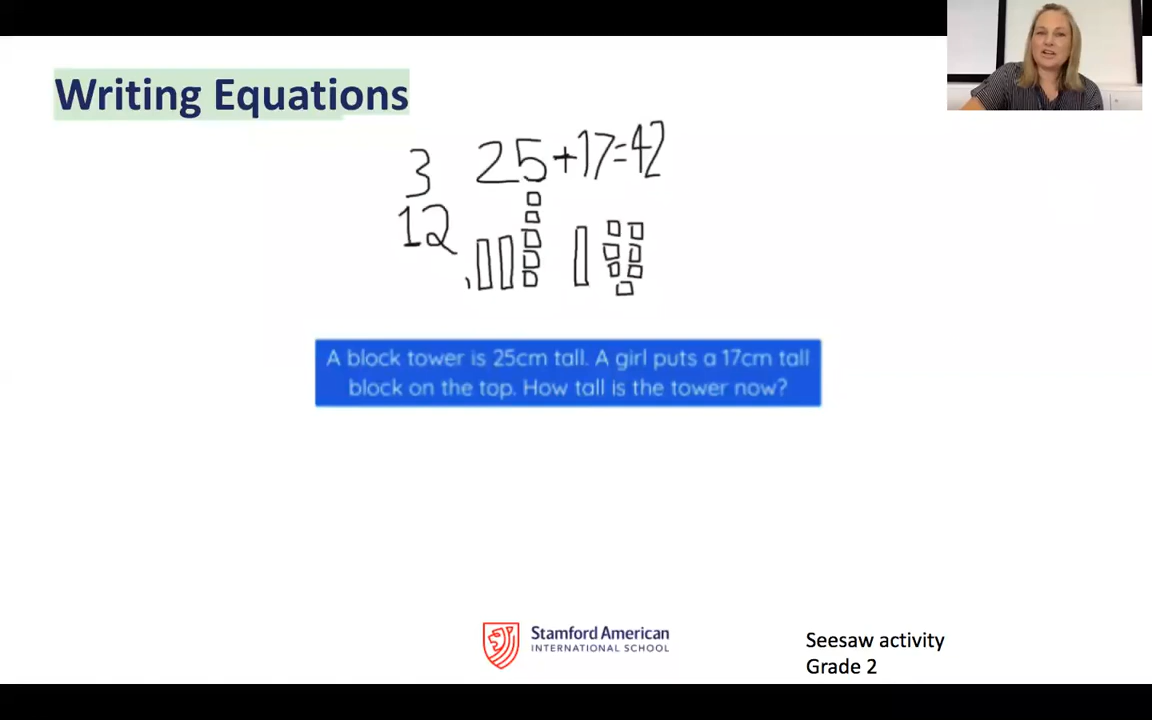 Writing Equations
3 25+17=42
12
A block tower is 25cm tall. A girl puts a 17cm tall
block on the top. How tall is the tower now?
Stamford American
INTERNATIONAL SCHOOL
Seesaw activity
Grade 2